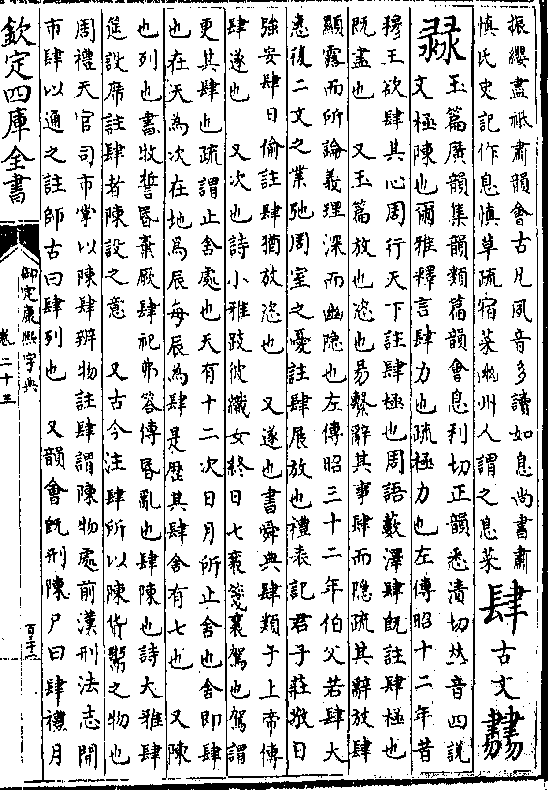 振纓盡祗肅韻會古凡夙音多讀如息尚書肅
慎氏史記作息慎草疏宿菜幽州人謂之息菜 肆 古文
玉篇廣韻集韻類篇韻會息利切正韻悉漬切𠀤音四說
文極陳也爾雅釋言肆力也疏極力也左傳昭十二年昔
穆王欲肆其心周行天下註肆極也周語藪澤肆旣註肆極也
旣盡也 又玉篇放也恣也易繫辭其事肆而隱疏其辭放肆
顯露而所論義理深而幽隱也左傳昭三十二年伯父若肆大
惠復二文之業弛周室之憂註肆展放也禮表記君子莊敬日
强安肆日偷註肆猶放恣也 又遂也書舜典肆類于上帝傳
肆遂也 又次也詩小雅跂彼織女終日七襄箋襄駕也駕謂
更其肆也疏謂止舍處也天有十二次日月所止舍也舍卽肆
也在天爲次在地爲辰每辰爲肆是歷其肆舍有七也 又陳
也列也書牧誓昬棄厥肆祀弗答傳昬亂也肆陳也詩大雅肆
筵設席註肆者陳設之意 又古今注肆所以陳貨鬻之物也
周禮天官司市掌以陳肆辨物註肆謂陳物處前漢刑法志開
市肆以通之註師古曰肆列也 又韻會旣刑陳尸曰肆禮月
欽定四庫全書
御定康熙字典
卷二十三